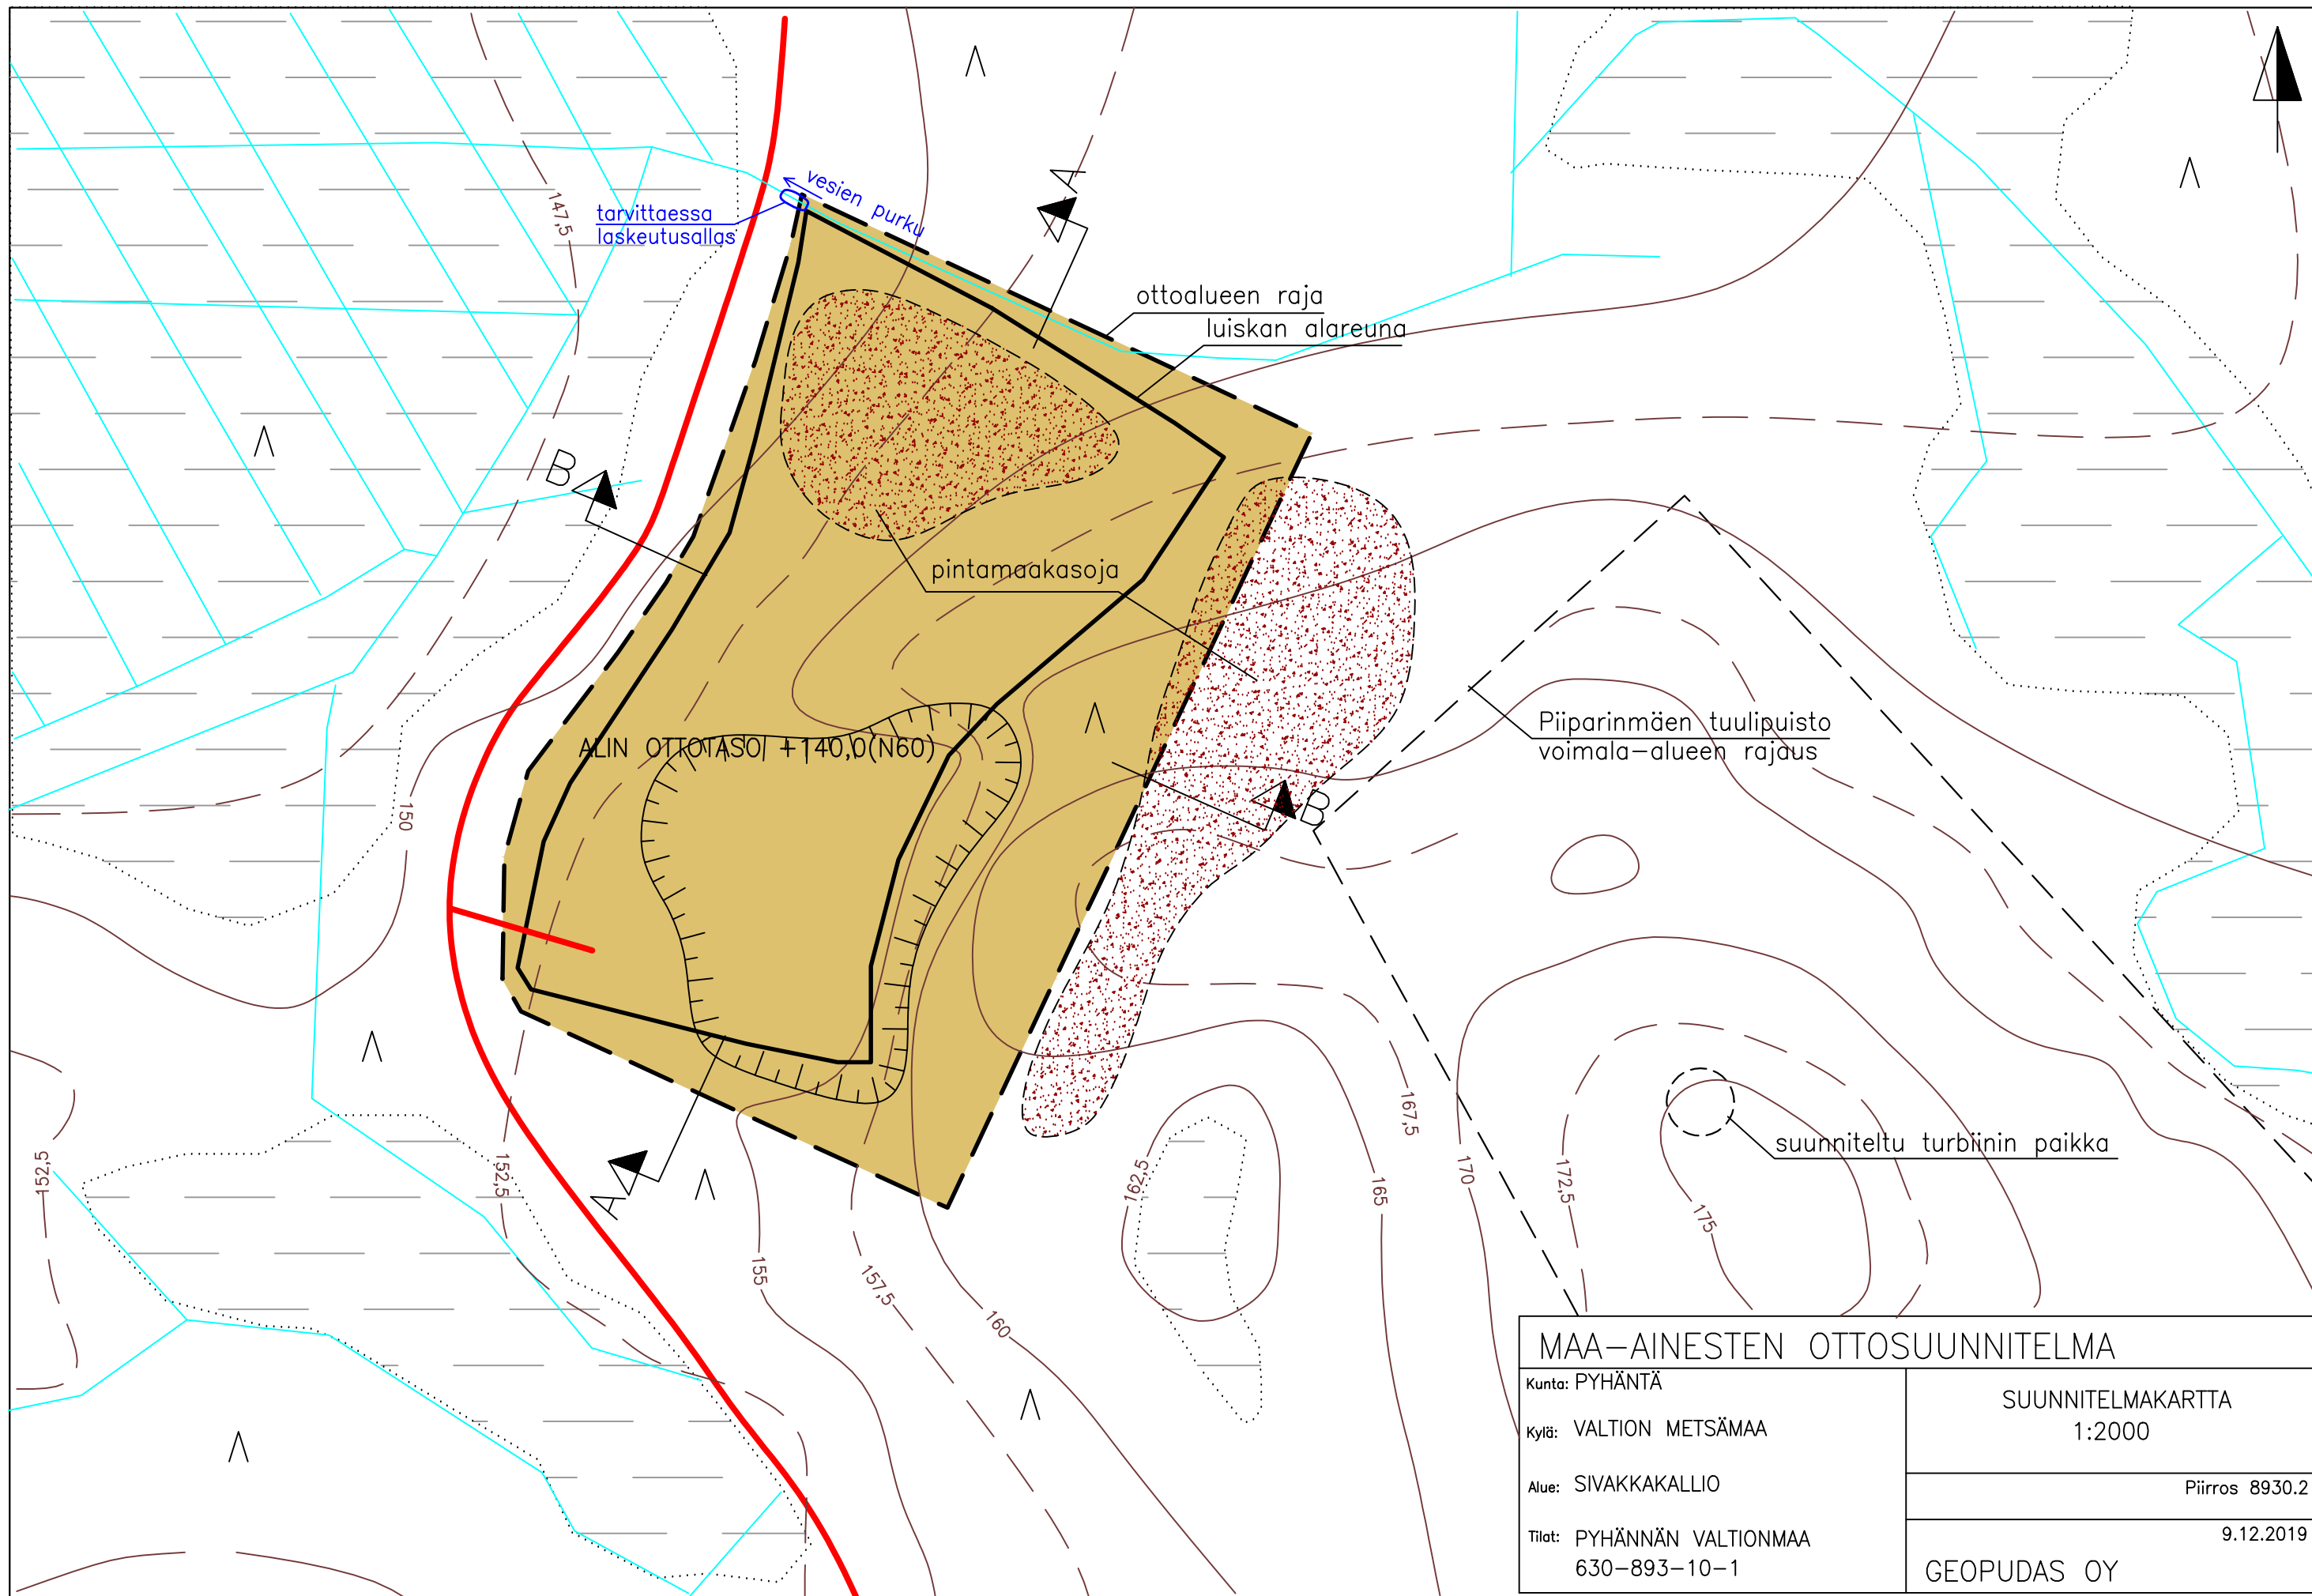 A
vesien purku
tarvittaessa
laskeutusallas
147,5
ottoalueen raja
luiskan alareuna
B
pintamaakasoja
Piiparinmäen tuulipuisto
voimala-alueen rajaus
ALIN OTTOTASO +140,0(N60)
B
150
167,5
suunniteltu turbiinin paikka
152,5
152,5
A
162,5
165
170
172,5
175
155
157,5
160
MAA-AINESTEN OTTOSUUNNITELMA
Kunta: PYHÄNTÄ
Kylä: VALTION METSÄMAA
Alue: SIVAKKAKALLIO
Tilat: PYHÄNNÄN VALTIONMAA
630-893-10-1
SUUNNITELMAKARTTA
1:2000
Piirros 8930.2
9.12.2019
GEOPUDAS OY